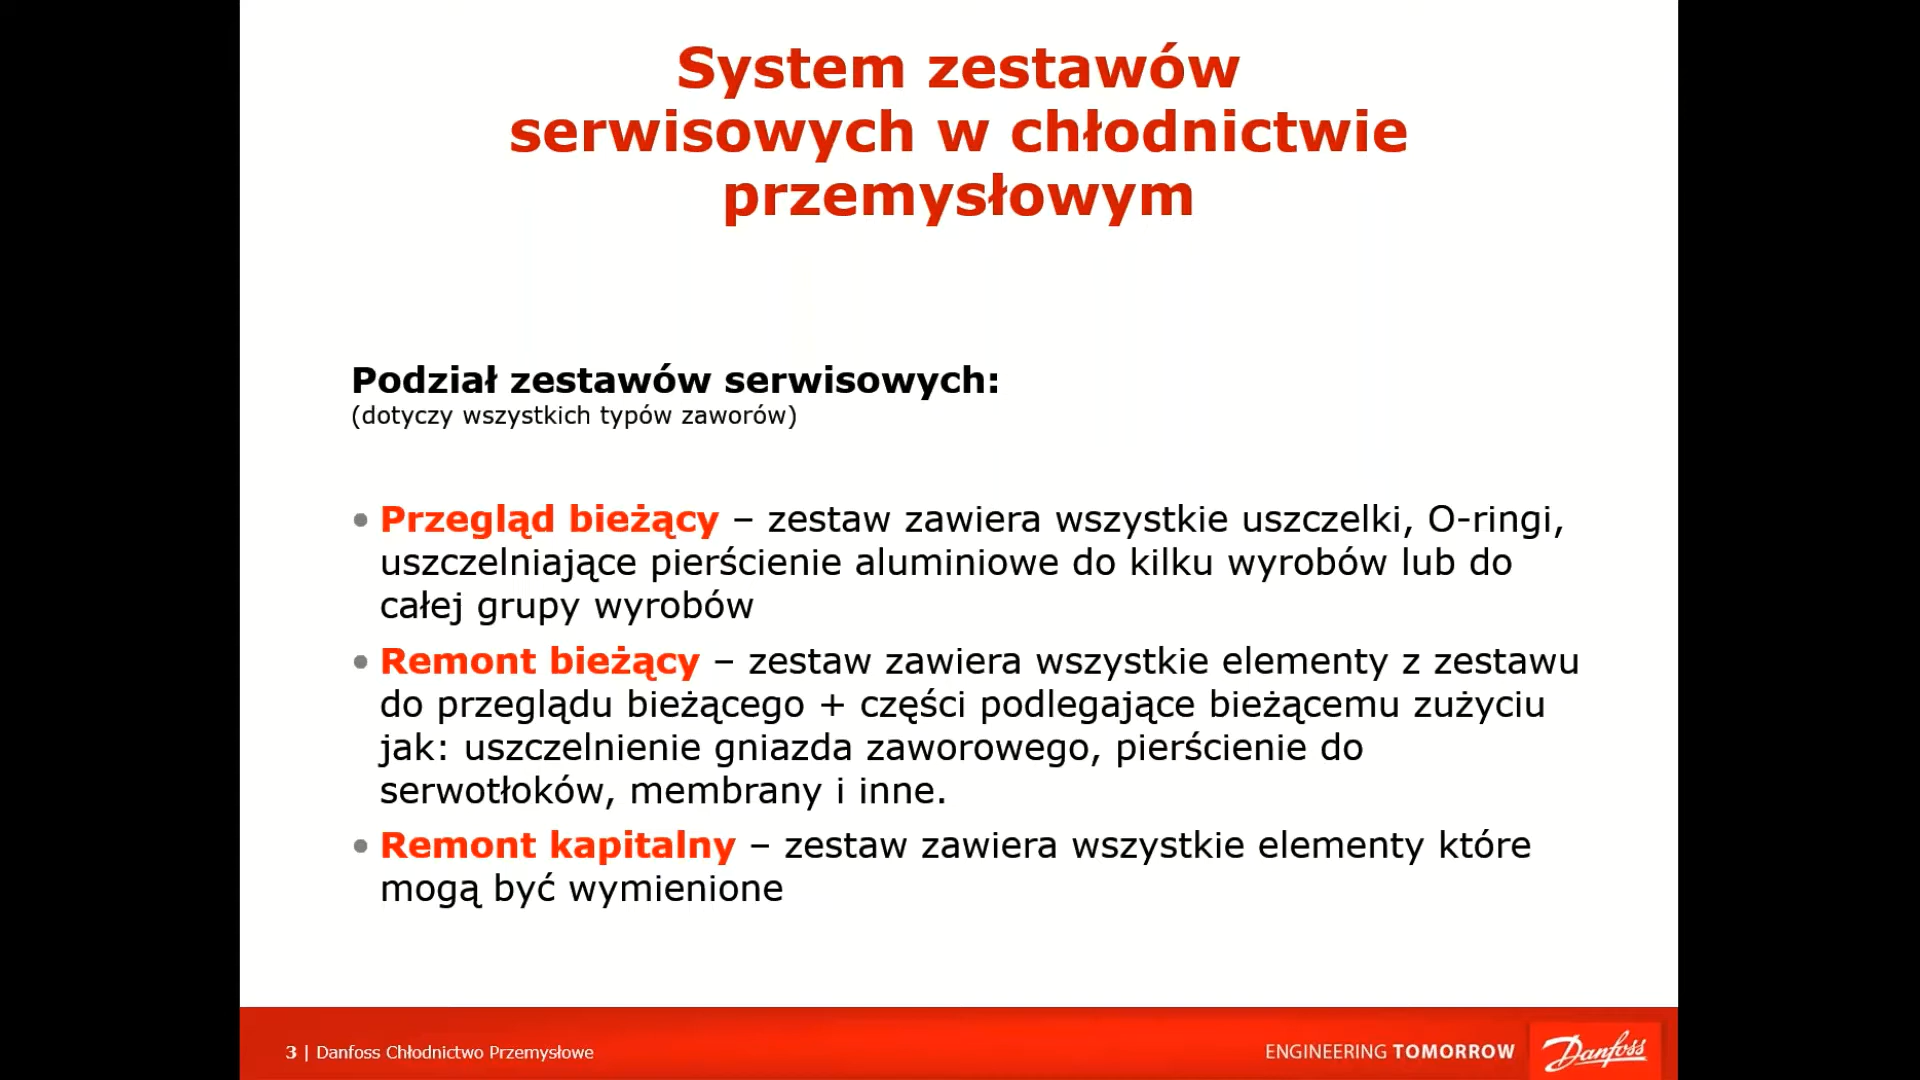 System zestawów
serwisowych w chłodnictwie
przemysłowym
Podział zestawów serwisowych:
(dotyczy wszystkich typów zaworów)
• Przegląd bieżący – zestaw zawiera wszystkie uszczelki, O-ringi,
uszczelniające pierścienie aluminiowe do kilku wyrobów lub do
całej grupy wyrobów
• Remont bieżący – zestaw zawiera wszystkie elementy z zestawu
do przeglądu bieżącego + części podlegające bieżącemu zużyciu
jak: uszczelnienie gniazda zaworowego, pierścienie do
serwotłoków, membrany i inne.
• Remont kapitalny – zestaw zawiera wszystkie elementy które
mogą być wymienione
3 | Danfoss Chłodnictwo Przemysłowe
ENGINEERING TOMORROW
Danfoss